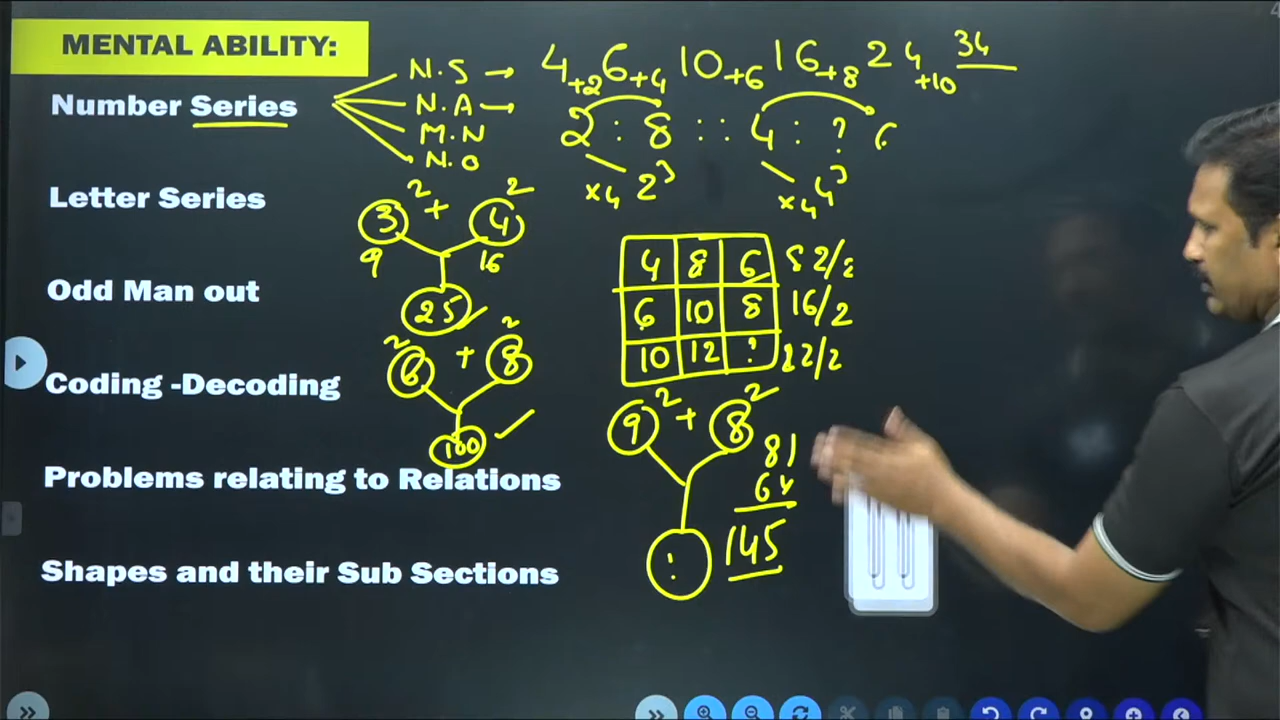 MENTAL ABILITY:
N.S → 4 +2 6 +4 10 +6 16 +8 24 +10 34
Number Series
N.A → 2 : 8 : : 4 : ? 6
M.N
N.O
×4 2³ ×4 4³
Letter Series
3² + 4²
9 16
25
4 8 6
6 10 8 16/2
10 12 ? 22/2
Odd Man out
6² + 8²
100
Coding -Decoding
9² + 8²
81
64
145
?
Problems relating to Relations
Shapes and their Sub Sections